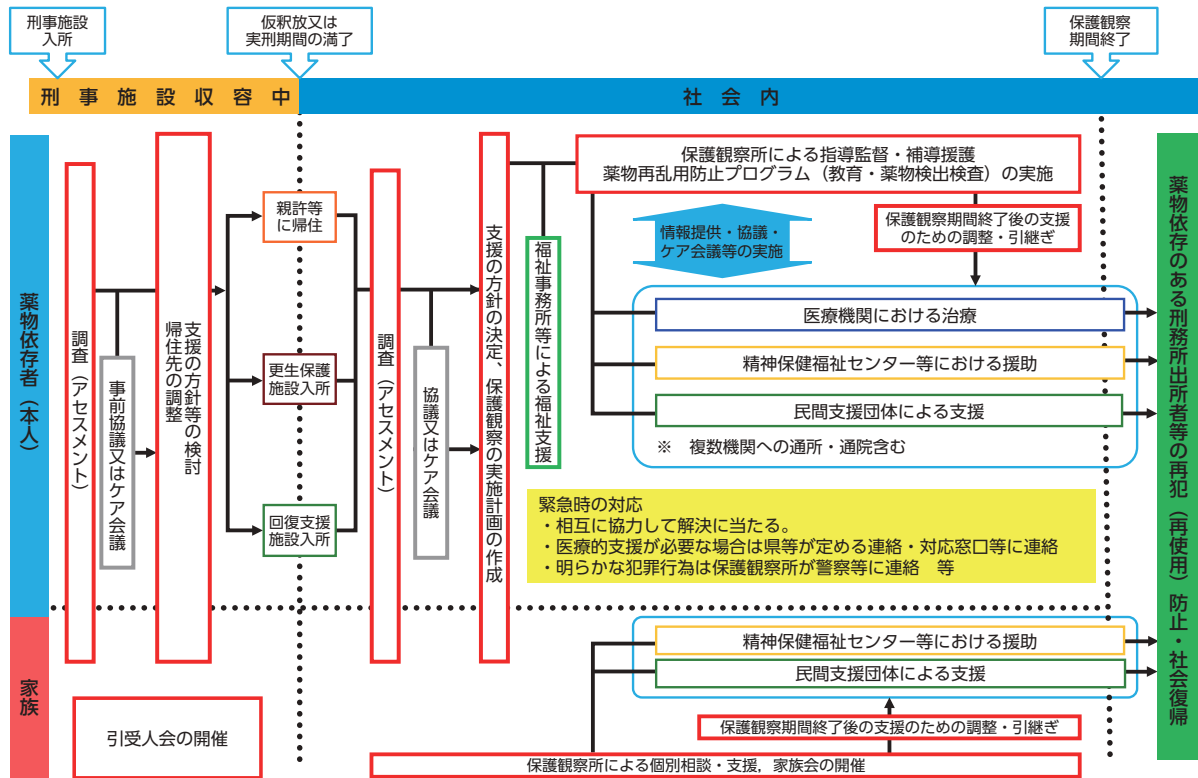 刑事施設
入所
仮釈放又は
実刑期間の満了
保護観察
期間終了
刑事施設収容中
社会内
薬物依存者（本人）
調査（アセスメント）
事前協議又はケア会議
支援の方針等の検討
帰住先の調整
親許等
に帰住
更生保護
施設入所
回復支援
施設入所
調査（アセスメント）
協議又はケア会議
支援の方針の決定、保護観察の実施計画の作成
福祉事務所等による福祉支援
保護観察所による指導監督・補導援護
薬物再乱用防止プログラム（教育・薬物検出検査）の実施
情報提供・協議・
ケア会議等の実施
保護観察期間終了後の支援
のための調整・引継ぎ
医療機関における治療
精神保健福祉センター等における援助
民間支援団体による支援
※　複数機関への通所・通院含む
緊急時の対応
・相互に協力して解決に当たる。
・医療的支援が必要な場合は県等が定める連絡・対応窓口等に連絡
・明らかな犯罪行為は保護観察所が警察等に連絡　等
薬物依存のある刑務所出所者等の再犯（再使用）防止・社会復帰
家族
引受人会の開催
精神保健福祉センター等における援助
民間支援団体による支援
保護観察期間終了後の支援のための調整・引継ぎ
保護観察所による個別相談・支援，家族会の開催